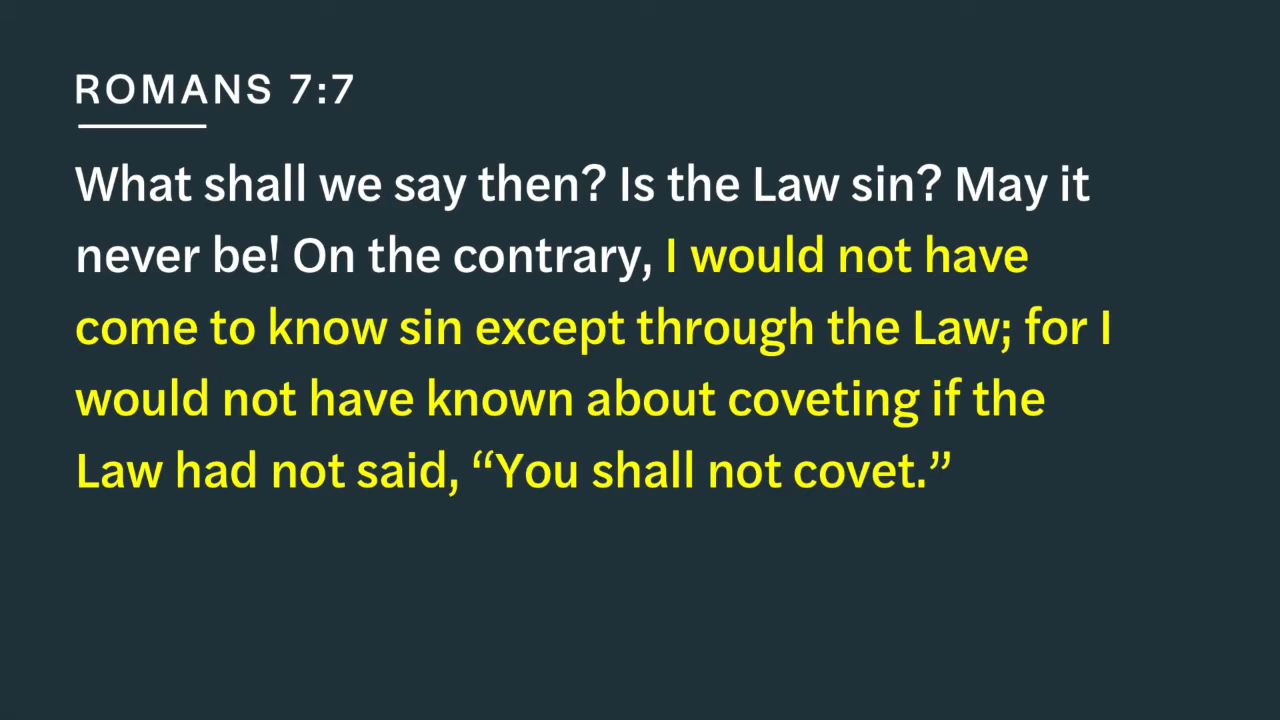 ROMANS 7:7
What shall we say then? Is the Law sin? May it
never be! On the contrary, I would not have
come to know sin except through the Law; for I
would not have known about coveting if the
Law had not said, “You shall not covet.”